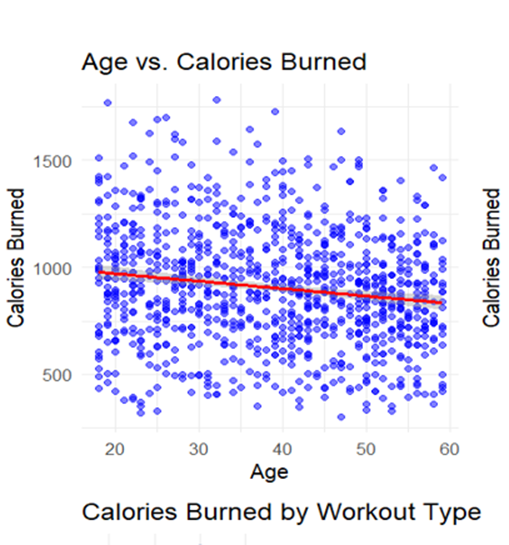 Age vs. Calories Burned
Calories Burned
1500
1000
500
20 30 40 50 60
Age
Calories Burned
Calories Burned by Workout Type